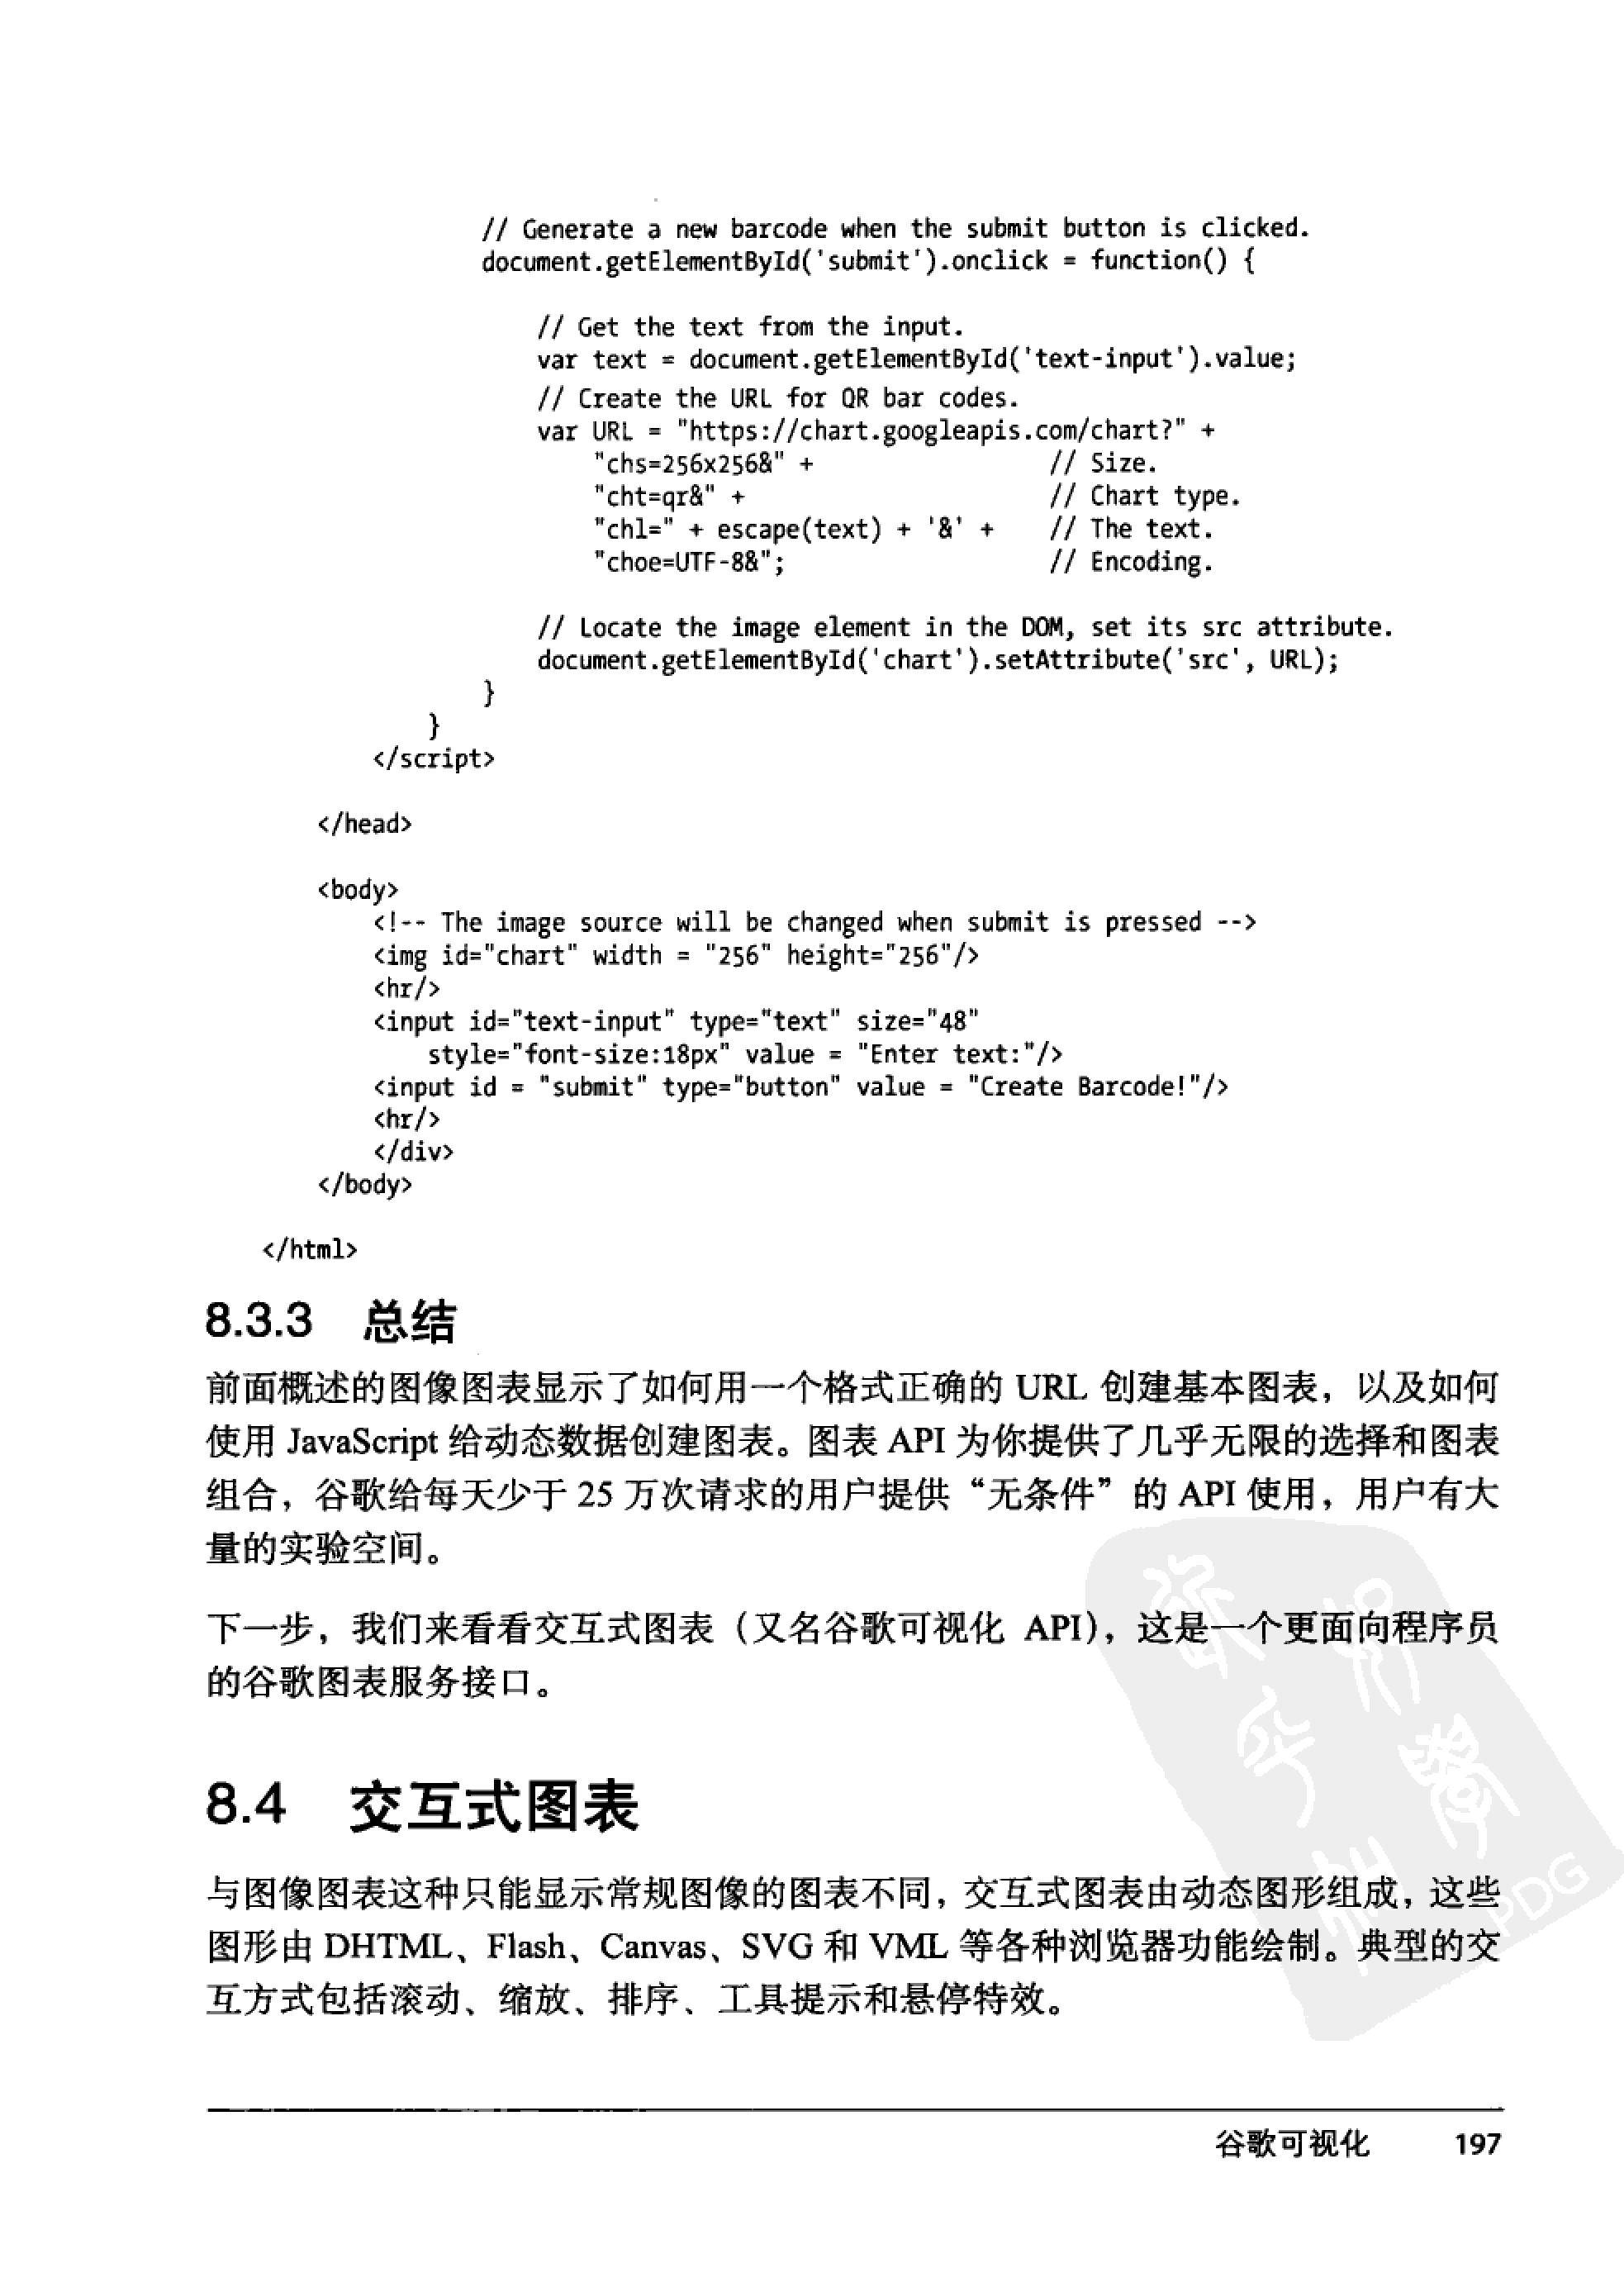 // Generate a new barcode when the submit button is clicked.
document.getElementById('submit').onclick = function() {
// Get the text from the input.
var text = document.getElementById('text-input').value;
// Create the URL for QR bar codes.
var URL = "https://chart.googleapis.com/chart?" +
"chs=256x256&" + // Size.
"cht=qr&" + // Chart type.
"chl=" + escape(text) + '&' + // The text.
"choe=UTF-8&"; // Encoding.
// Locate the image element in the DOM, set its src attribute.
document.getElementById('chart').setAttribute('src', URL);
}
}
</script>
</head>
<body>
<!-- The image source will be changed when submit is pressed -->
<img id="chart" width = "256" height="256"/>
<hr/>
<input id="text-input" type="text" size="48"
style="font-size:18px" value = "Enter text:"/>
<input id = "submit" type="button" value = "Create Barcode!"/>
<hr/>
</div>
</body>
</html>
8.3.3 总结
前面概述的图像图表显示了如何用一个格式正确的 URL 创建基本图表，以及如何
使用 JavaScript 给动态数据创建图表。图表 API 为你提供了几乎无限的选择和图表
组合，谷歌给每天少于 25 万次请求的用户提供“无条件”的 API 使用，用户有大
量的实验空间。
下一步，我们来看看交互式图表（又名谷歌可视化 API），这是一个更面向程序员
的谷歌图表服务接口。
8.4 交互式图表
与图像图表这种只能显示常规图像的图表不同，交互式图表由动态图形组成，这些
图形由 DHTML、Flash、Canvas、SVG 和 VML 等各种浏览器功能绘制。典型的交
互方式包括滚动、缩放、排序、工具提示和悬停特效。
PDG
谷歌可视化 197